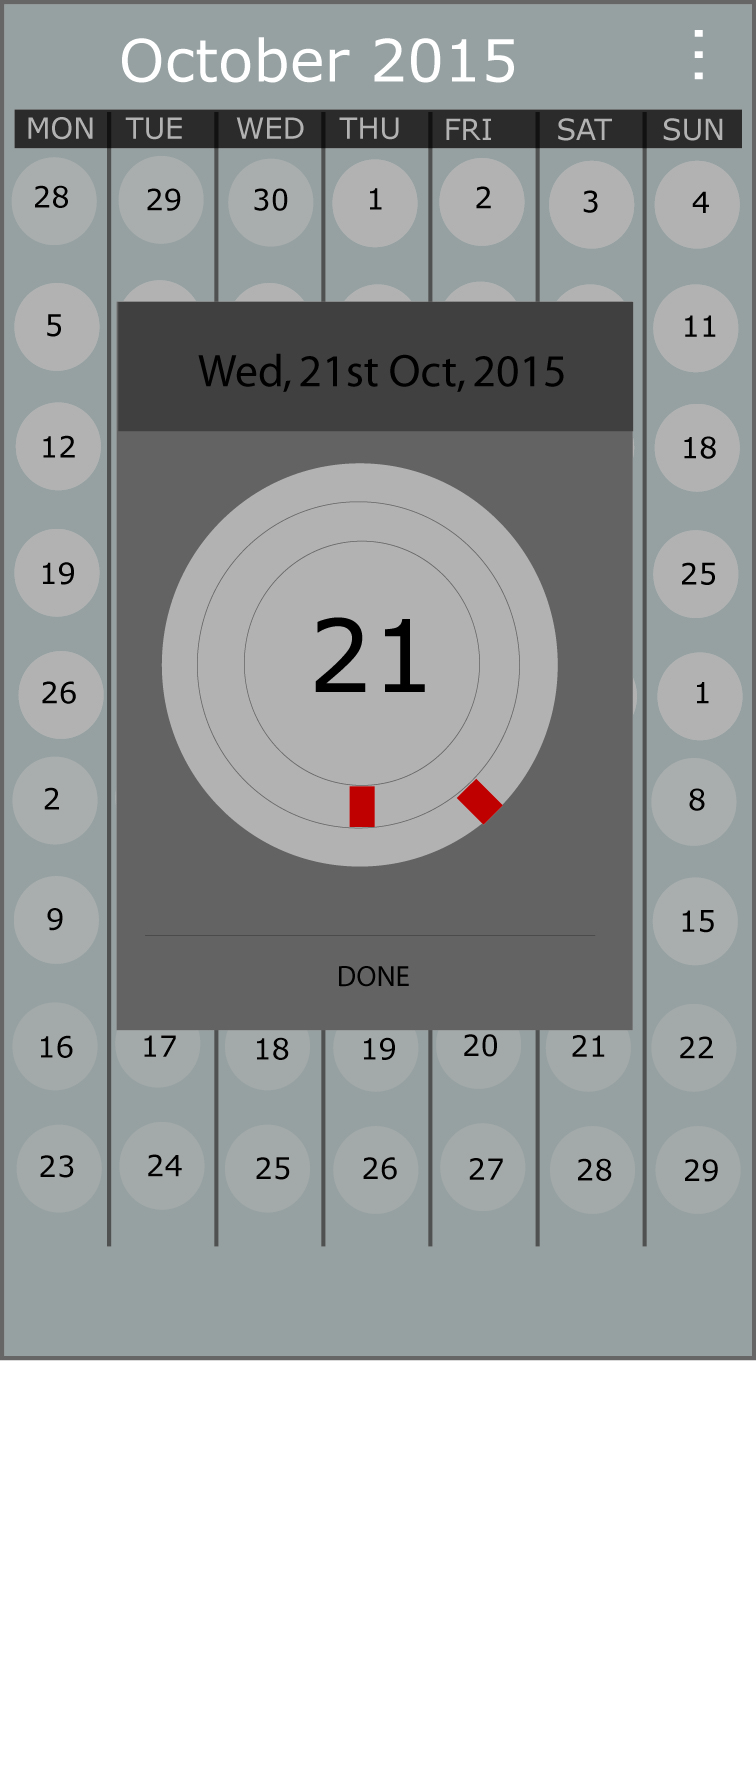 October 2015
MON TUE WED THU FRI SAT SUN
28 29 30 1 2 3 4
5 11
Wed, 21st Oct, 2015
12 18
19 25
21
26 1
2 8
9 15
DONE
16 17 18 19 20 21 22
23 24 25 26 27 28 29